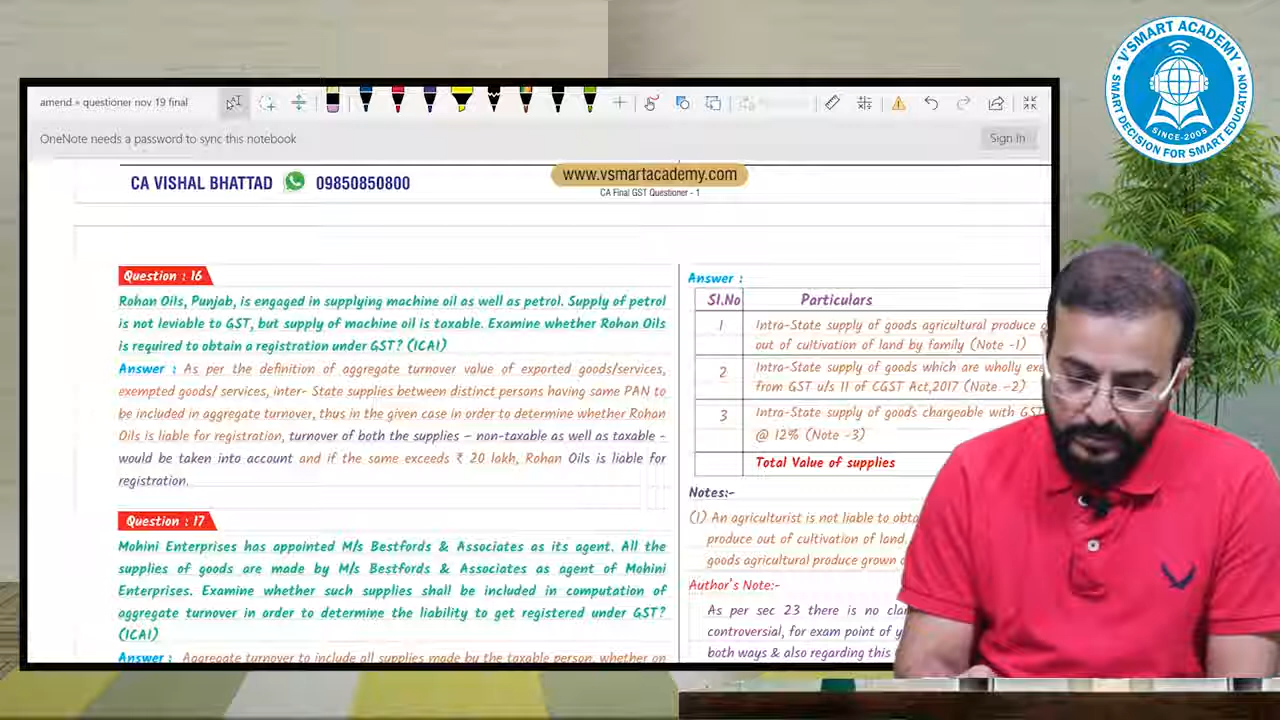 V'SMART ACADEMY
SINCE-2005
SMART DECISION FOR SMART EDUCATION
amend + questioner nov 19 final
OneNote needs a password to sync this notebook
Sign In
CA VISHAL BHATTAD 09850850800
www.vsmartacademy.com
CA Final GST Questioner - 1
Question : 16
Rohan Oils, Punjab, is engaged in supplying machine oil as well as petrol. Supply of petrol
is not leviable to GST, but supply of machine oil is taxable. Examine whether Rohan Oils
is required to obtain a registration under GST? (ICAI)
Answer : As per the definition of aggregate turnover value of exported goods/services,
exempted goods/ services, inter- State supplies between distinct persons having same PAN to
be included in aggregate turnover, thus in the given case in order to determine whether Rohan
Oils is liable for registration, turnover of both the supplies – non-taxable as well as taxable -
would be taken into account and if the same exceeds ₹ 20 lakh, Rohan Oils is liable for
registration.
Question : 17
Mohini Enterprises has appointed M/s Bestfords & Associates as its agent. All the
supplies of goods are made by M/s Bestfords & Associates as agent of Mohini
Enterprises. Examine whether such supplies shall be included in computation of
aggregate turnover in order to determine the liability to get registered under GST?
(ICAI)
Answer : Aggregate turnover to include all supplies made by the taxable person, whether on
Answer :
Sl.No Particulars
1 Intra-State supply of goods agricultural produce
out of cultivation of land by family (Note -1)
2 Intra-State supply of goods which are wholly
from GST u/s 11 of CGST Act,2017 (Note -2)
3 Intra-State supply of goods chargeable with GST
@ 12% (Note -3)
Total Value of supplies
Notes:-
(1) An agriculturist is not liable to
produce out of cultivation of land.
goods agricultural produce grown
Author's Note:-
As per sec 23 there is no
controversial, for exam point of
both ways & also regarding this